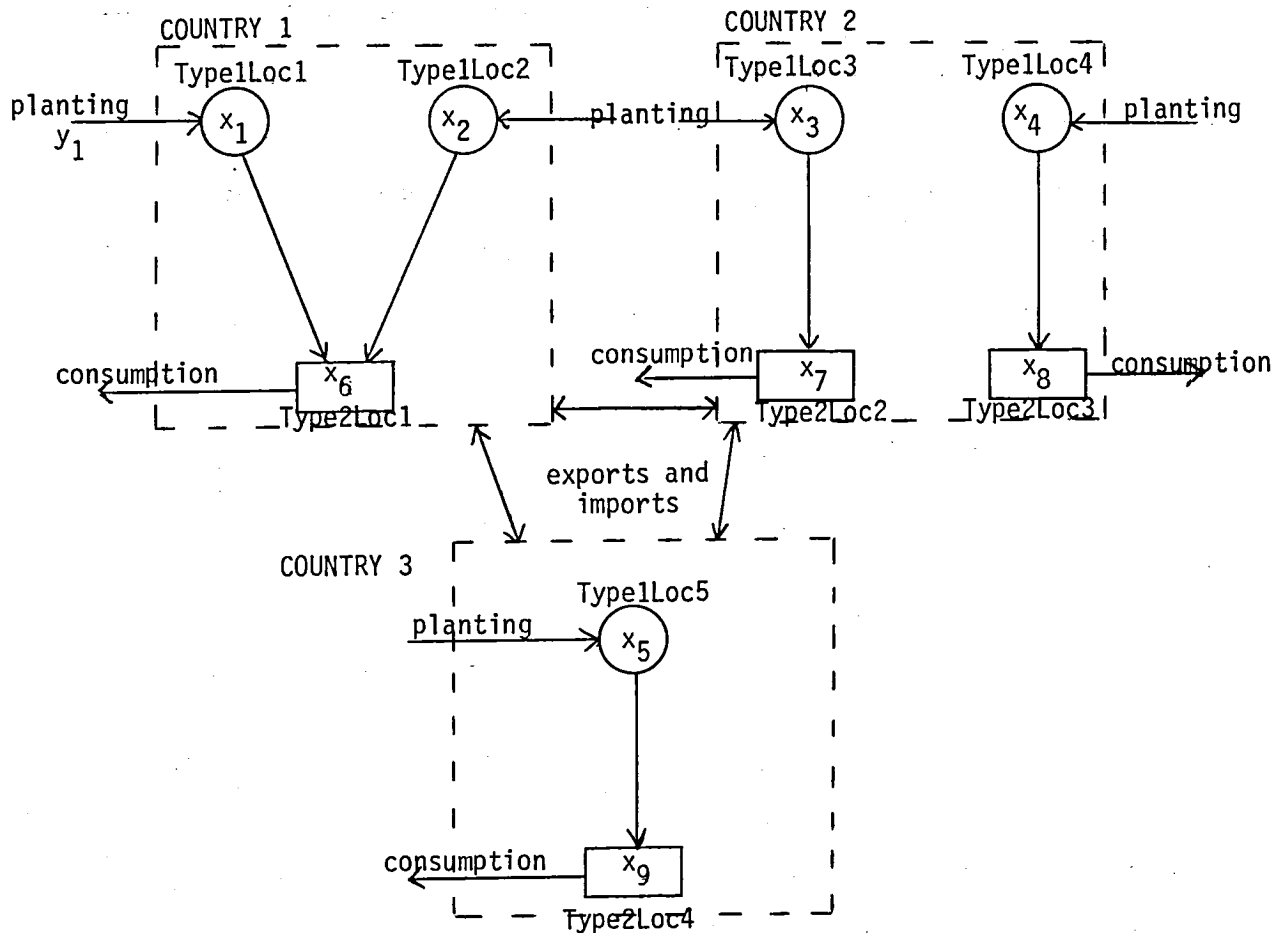 COUNTRY 1
COUNTRY 2
Type1Loc1
Type1Loc2
Type1Loc3
Type1Loc4
planting
y1
x1
x2
planting
x3
x4
planting
consumption
x6
Type2Loc1
consumption
x7
Type2Loc2
x8
Type2Loc3
consumption
exports and
imports
COUNTRY 3
Type1Loc5
planting
x5
consumption
x9
Type2Loc4